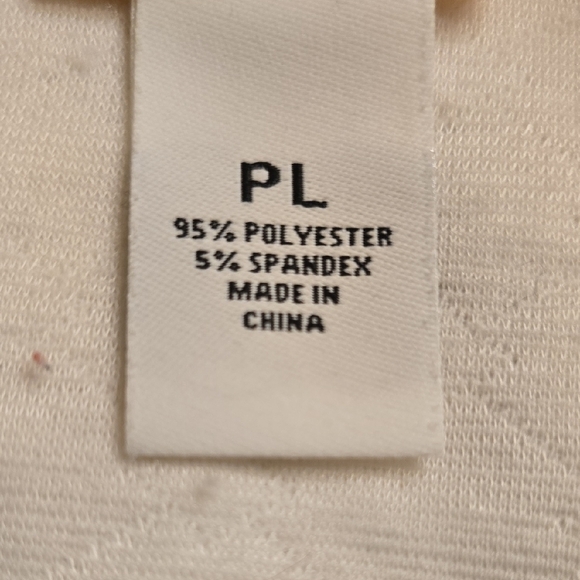 PL
95% POLYESTER
5% SPANDEX
MADE IN
CHINA